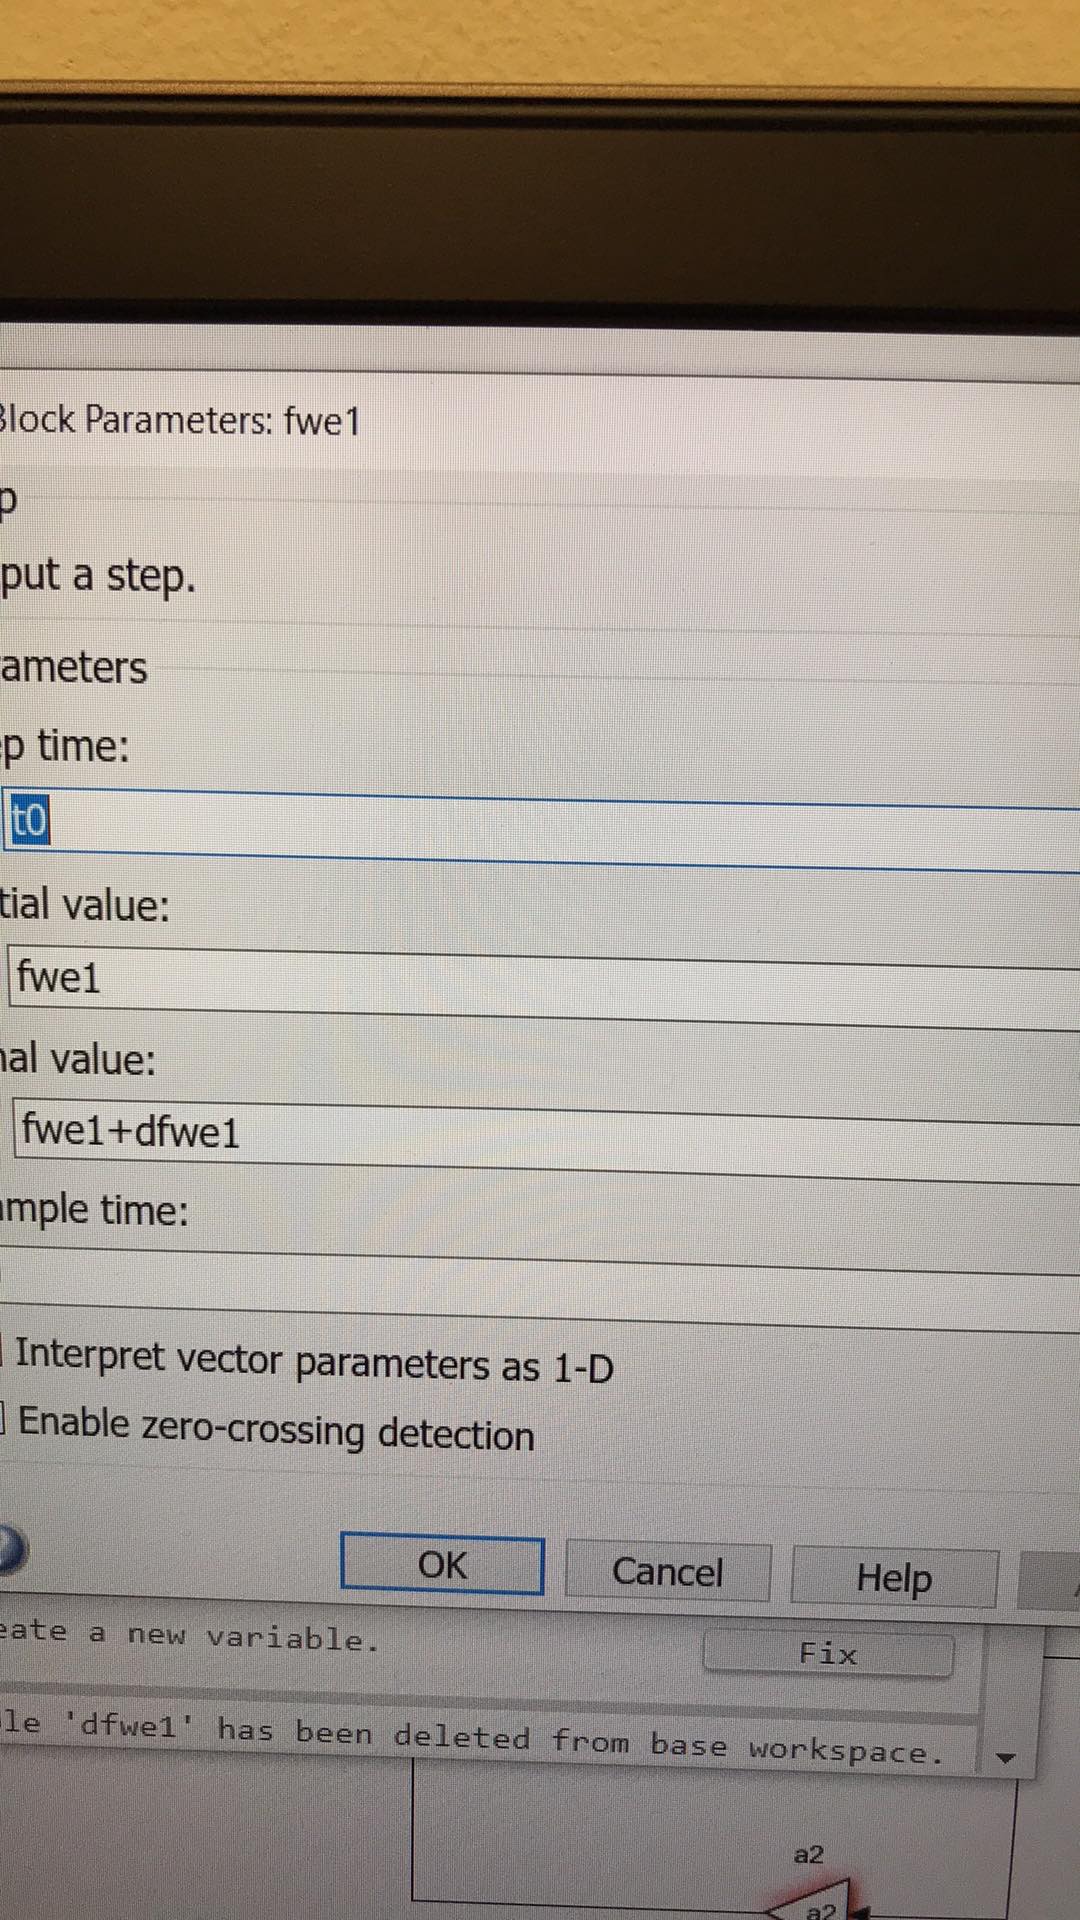 Block Parameters: fwe1
p
put a step.
ameters
p time:
t0
tial value:
fwe1
nal value:
fwe1+dfwe1
mple time:
Interpret vector parameters as 1-D
Enable zero-crossing detection
OK Cancel Help
eate a new variable.
Fix
le 'dfwe1' has been deleted from base workspace.
a2
a2